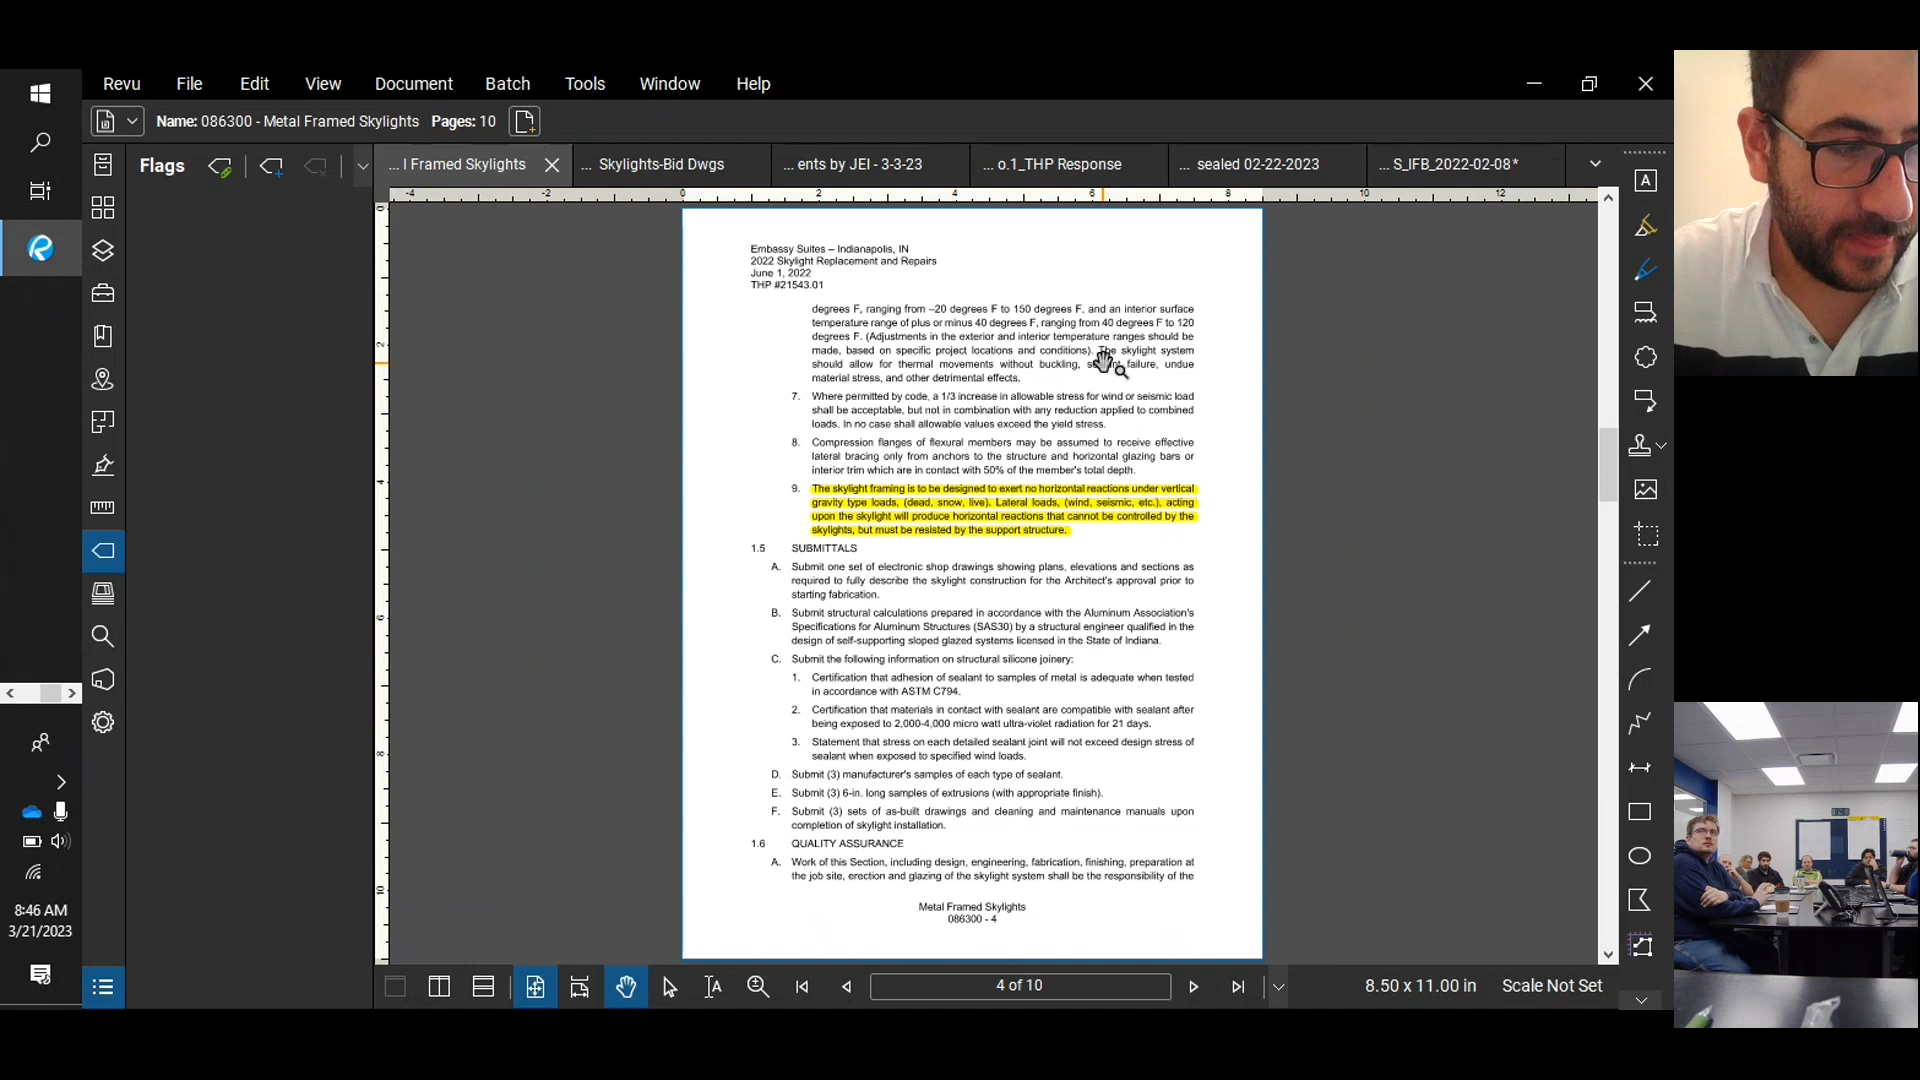 Revu File Edit View Document Batch Tools Window Help
Name: 086300 - Metal Framed Skylights Pages: 10
Flags
... l Framed Skylights
... Skylights-Bid Dwgs
... ents by JEI - 3-3-23
... o.1_THP Response
... sealed 02-22-2023
... S_IFB_2022-02-08*
-4 -2 0 2 4 6 8 10 12
0
2
4
6
8
10
Embassy Suites – Indianapolis, IN
2022 Skylight Replacement and Repairs
June 1, 2022
THP #21543.01
degrees F, ranging from –20 degrees F to 150 degrees F, and an interior surface
temperature range of plus or minus 40 degrees F, ranging from 40 degrees F to 120
degrees F. (Adjustments in the exterior and interior temperature ranges should be
made, based on specific project locations and conditions). The skylight system
should allow for thermal movements without buckling, failure, undue
material stress, and other detrimental effects.
7. Where permitted by code, a 1/3 increase in allowable stress for wind or seismic load
shall be acceptable, but not in combination with any reduction applied to combined
loads. In no case shall allowable values exceed the yield stress.
8. Compression flanges of flexural members may be assumed to receive effective
lateral bracing only from anchors to the structure and horizontal glazing bars or
interior trim which are in contact with 50% of the member's total depth.
9. The skylight framing is to be designed to exert no horizontal reactions under vertical
gravity type loads, (dead, snow, live). Lateral loads, (wind, seismic, etc.), acting
upon the skylight will produce horizontal reactions that cannot be controlled by the
skylights, but must be resisted by the support structure.
1.5 SUBMITTALS
A. Submit one set of electronic shop drawings showing plans, elevations and sections as
required to fully describe the skylight construction for the Architect's approval prior to
starting fabrication.
B. Submit structural calculations prepared in accordance with the Aluminum Association's
Specifications for Aluminum Structures (SAS30) by a structural engineer qualified in the
design of self-supporting sloped glazed systems licensed in the State of Indiana.
C. Submit the following information on structural silicone joinery:
1. Certification that adhesion of sealant to samples of metal is adequate when tested
in accordance with ASTM C794.
2. Certification that materials in contact with sealant are compatible with sealant after
being exposed to 2,000-4,000 micro watt ultra-violet radiation for 21 days.
3. Statement that stress on each detailed sealant joint will not exceed design stress of
sealant when exposed to specified wind loads.
D. Submit (3) manufacturer's samples of each type of sealant.
E. Submit (3) 6-in. long samples of extrusions (with appropriate finish).
F. Submit (3) sets of as-built drawings and cleaning and maintenance manuals upon
completion of skylight installation.
1.6 QUALITY ASSURANCE
A. Work of this Section, including design, engineering, fabrication, finishing, preparation at
the job site, erection and glazing of the skylight system shall be the responsibility of the
Metal Framed Skylights
086300 - 4
8:46 AM
3/21/2023
4 of 10
8.50 x 11.00 in
Scale Not Set